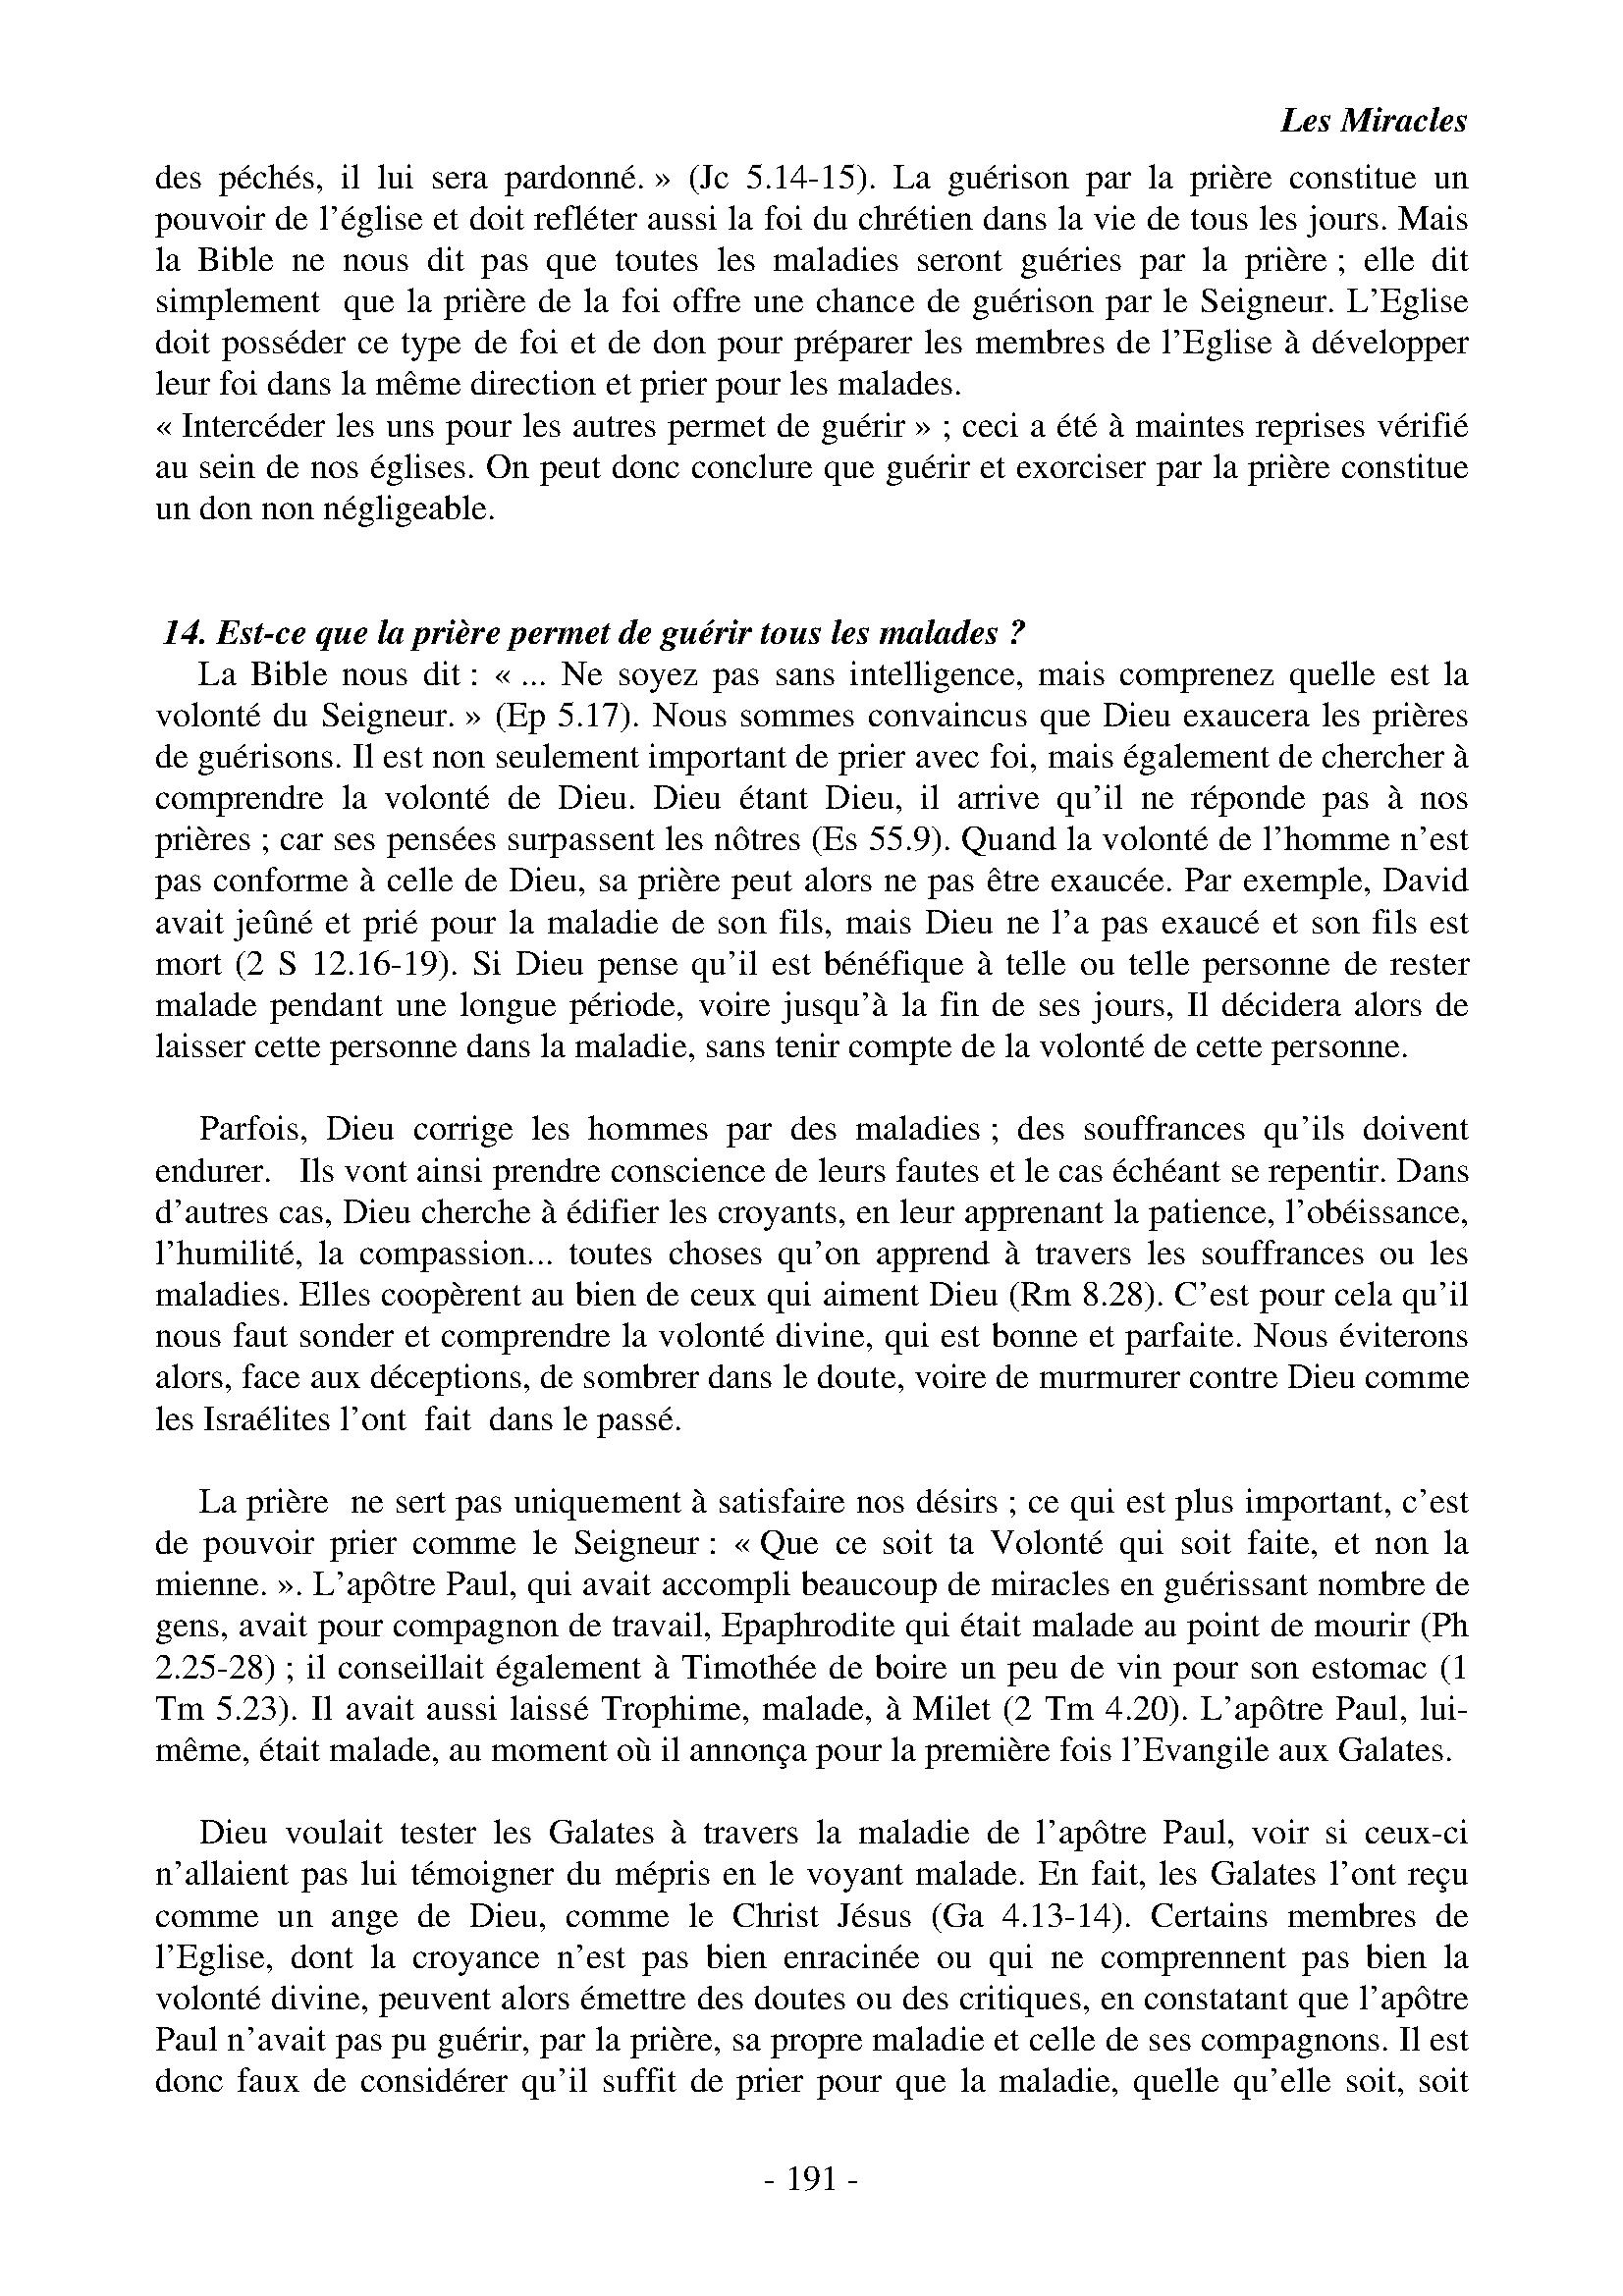 Les Miracles
des péchés, il lui sera pardonné. » (Jc 5.14-15). La guérison par la prière constitue un
pouvoir de l’église et doit refléter aussi la foi du chrétien dans la vie de tous les jours. Mais
la Bible ne nous dit pas que toutes les maladies seront guéries par la prière ; elle dit
simplement que la prière de la foi offre une chance de guérison par le Seigneur. L’Eglise
doit posséder ce type de foi et de don pour préparer les membres de l’Eglise à développer
leur foi dans la même direction et prier pour les malades.
« Intercéder les uns pour les autres permet de guérir » ; ceci a été à maintes reprises vérifié
au sein de nos églises. On peut donc conclure que guérir et exorciser par la prière constitue
un don non négligeable.
14. Est-ce que la prière permet de guérir tous les malades ?
La Bible nous dit : « ... Ne soyez pas sans intelligence, mais comprenez quelle est la
volonté du Seigneur. » (Ep 5.17). Nous sommes convaincus que Dieu exaucera les prières
de guérisons. Il est non seulement important de prier avec foi, mais également de chercher à
comprendre la volonté de Dieu. Dieu étant Dieu, il arrive qu’il ne réponde pas à nos
prières ; car ses pensées surpassent les nôtres (Es 55.9). Quand la volonté de l’homme n’est
pas conforme à celle de Dieu, sa prière peut alors ne pas être exaucée. Par exemple, David
avait jeûné et prié pour la maladie de son fils, mais Dieu ne l’a pas exaucé et son fils est
mort (2 S 12.16-19). Si Dieu pense qu’il est bénéfique à telle ou telle personne de rester
malade pendant une longue période, voire jusqu’à la fin de ses jours, Il décidera alors de
laisser cette personne dans la maladie, sans tenir compte de la volonté de cette personne.
Parfois, Dieu corrige les hommes par des maladies ; des souffrances qu’ils doivent
endurer. Ils vont ainsi prendre conscience de leurs fautes et le cas échéant se repentir. Dans
d’autres cas, Dieu cherche à édifier les croyants, en leur apprenant la patience, l’obéissance,
l’humilité, la compassion... toutes choses qu’on apprend à travers les souffrances ou les
maladies. Elles coopèrent au bien de ceux qui aiment Dieu (Rm 8.28). C’est pour cela qu’il
nous faut sonder et comprendre la volonté divine, qui est bonne et parfaite. Nous éviterons
alors, face aux déceptions, de sombrer dans le doute, voire de murmurer contre Dieu comme
les Israélites l’ont fait dans le passé.
La prière ne sert pas uniquement à satisfaire nos désirs ; ce qui est plus important, c’est
de pouvoir prier comme le Seigneur : « Que ce soit ta Volonté qui soit faite, et non la
mienne. ». L’apôtre Paul, qui avait accompli beaucoup de miracles en guérissant nombre de
gens, avait pour compagnon de travail, Epaphrodite qui était malade au point de mourir (Ph
2.25-28) ; il conseillait également à Timothée de boire un peu de vin pour son estomac (1
Tm 5.23). Il avait aussi laissé Trophime, malade, à Milet (2 Tm 4.20). L’apôtre Paul, lui-
même, était malade, au moment où il annonça pour la première fois l’Evangile aux Galates.
Dieu voulait tester les Galates à travers la maladie de l’apôtre Paul, voir si ceux-ci
n’allaient pas lui témoigner du mépris en le voyant malade. En fait, les Galates l’ont reçu
comme un ange de Dieu, comme le Christ Jésus (Ga 4.13-14). Certains membres de
l’Eglise, dont la croyance n’est pas bien enracinée ou qui ne comprennent pas bien la
volonté divine, peuvent alors émettre des doutes ou des critiques, en constatant que l’apôtre
Paul n’avait pas pu guérir, par la prière, sa propre maladie et celle de ses compagnons. Il est
donc faux de considérer qu’il suffit de prier pour que la maladie, quelle qu’elle soit, soit
- 191 -